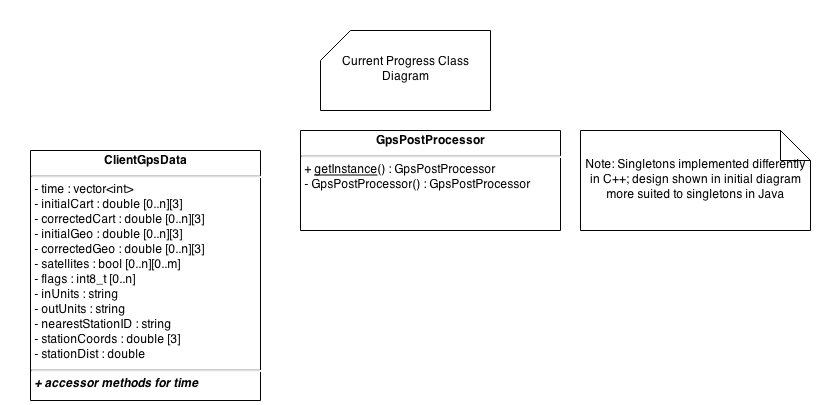 Current Progress Class
Diagram
ClientGpsData
- time : vector<int>
- initialCart : double [0..n][3]
- correctedCart : double [0..n][3]
- initialGeo : double [0..n][3]
- correctedGeo : double [0..n][3]
- satellites : bool [0..n][0..m]
- flags : int8_t [0..n]
- inUnits : string
- outUnits : string
- nearestStationID : string
- stationCoords : double [3]
- stationDist : double
+ accessor methods for time
GpsPostProcessor
+ getInstance() : GpsPostProcessor
- GpsPostProcessor() : GpsPostProcessor
Note: Singletons implemented differently
in C++; design shown in initial diagram
more suited to singletons in Java